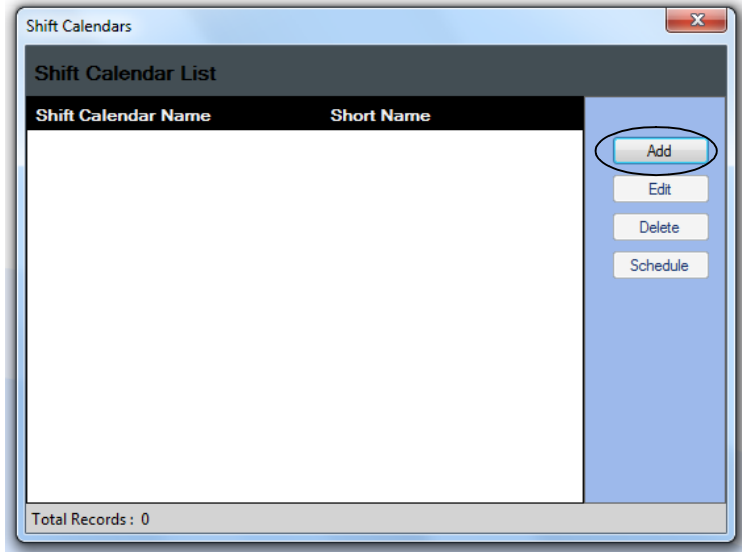 Shift Calendars
Shift Calendar List
Shift Calendar Name Short Name
Add
Edit
Delete
Schedule
Total Records : 0